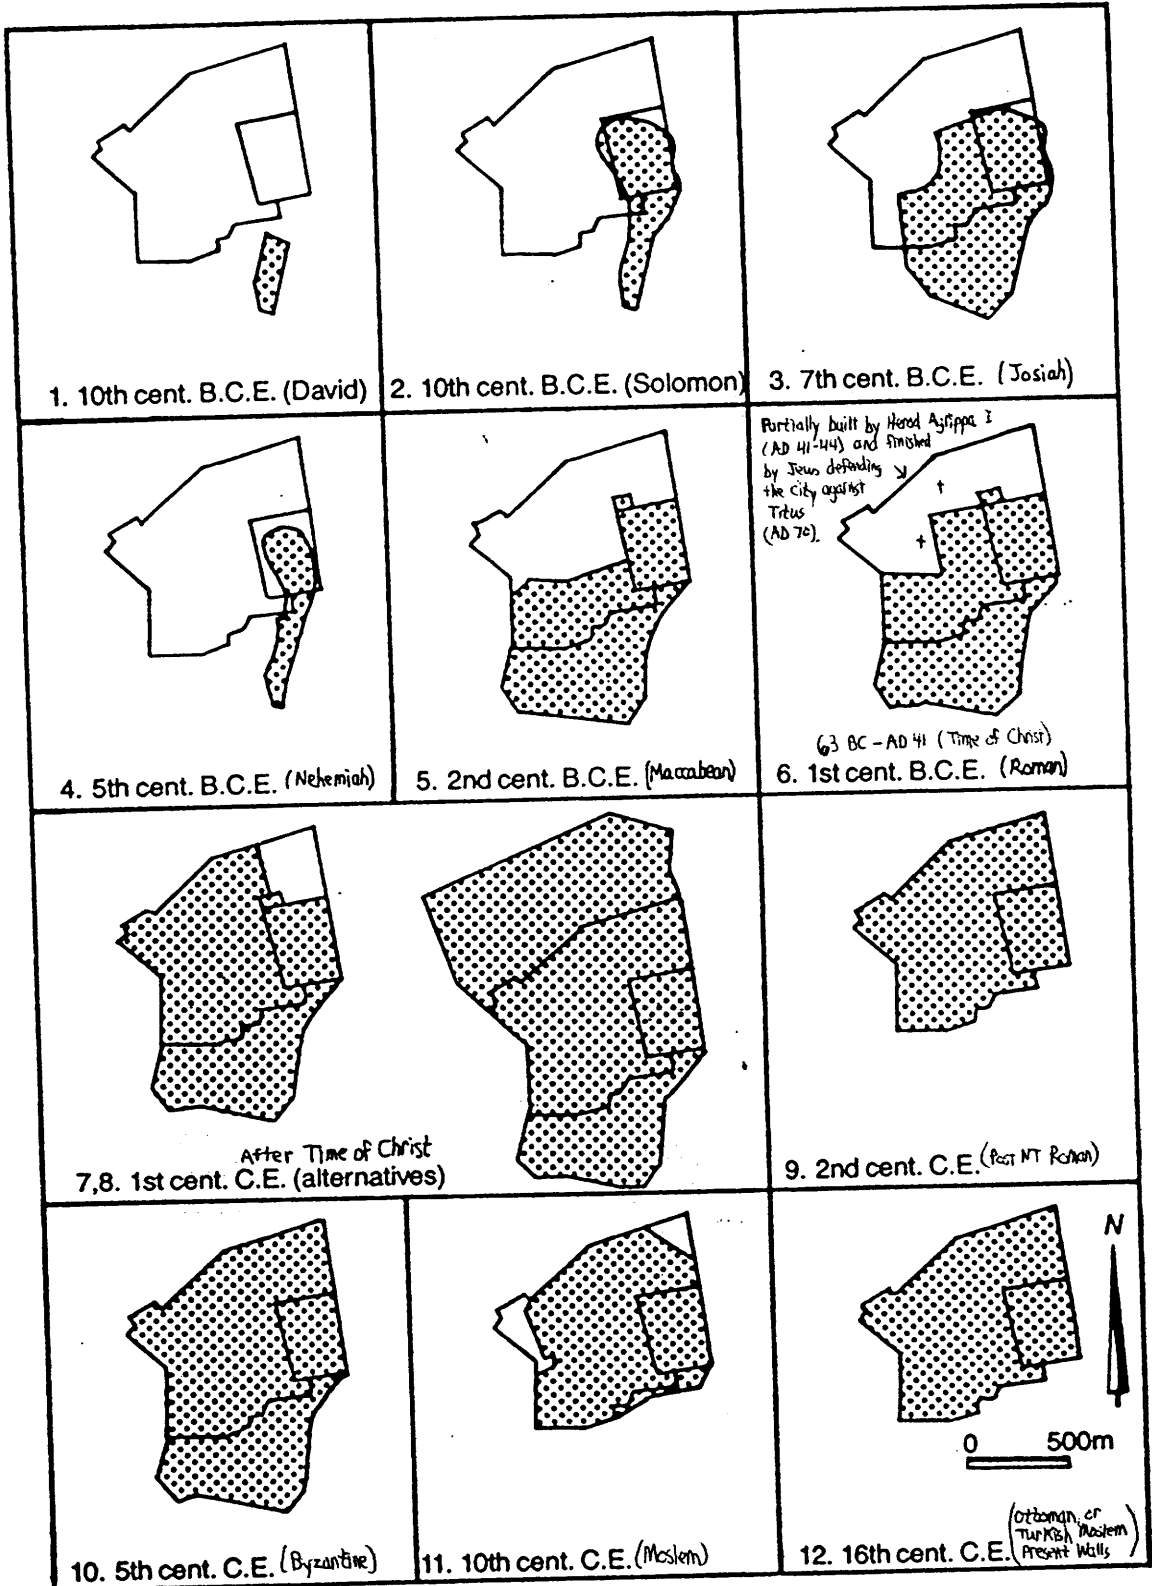 1. 10th cent. B.C.E. (David)
2. 10th cent. B.C.E. (Solomon)
3. 7th cent. B.C.E. (Josiah)
4. 5th cent. B.C.E. (Nehemiah)
5. 2nd cent. B.C.E. (Maccabean)
Partially built by Herod Agrippa I
(AD 41-44) and finished
by Jews defending
the city against
Titus
(AD 70).
63 BC - AD 41 (Time of Christ)
6. 1st cent. B.C.E. (Roman)
After Time of Christ
7,8. 1st cent. C.E. (alternatives)
9. 2nd cent. C.E. (Post NT Roman)
10. 5th cent. C.E. (Byzantine)
11. 10th cent. C.E. (Moslem)
N
0 500m
12. 16th cent. C.E. (Ottoman or
Turkish Moslem
Present Walls)